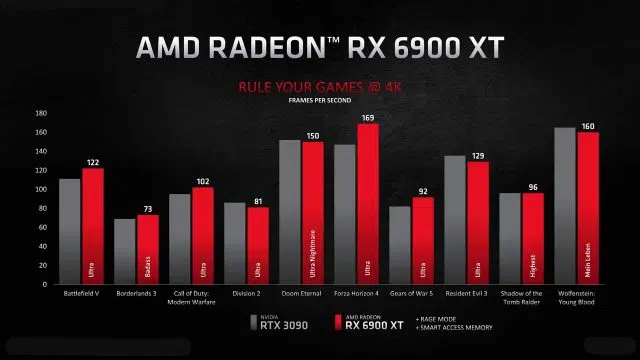 AMD RADEON™ RX 6900 XT
RULE YOUR GAMES @ 4K
FRAMES PER SECOND
180
160
140
120
100
80
60
40
20
0
122
73
102
81
150
169
92
129
96
160
Ultra
Badass
Ultra
Ultra
Ultra Nightmare
Ultra
Ultra
Ultra
Highest
Mein Leben
Battlefield V
Borderlands 3
Call of Duty:
Modern Warfare
Division 2
Doom Eternal
Forza Horizon 4
Gears of War 5
Resident Evil 3
Shadow of the
Tomb Raider
Wolfenstein:
Young Blood
NVIDIA
RTX 3090
AMD RADEON
RX 6900 XT
+ RAGE MODE
+ SMART ACCESS MEMORY